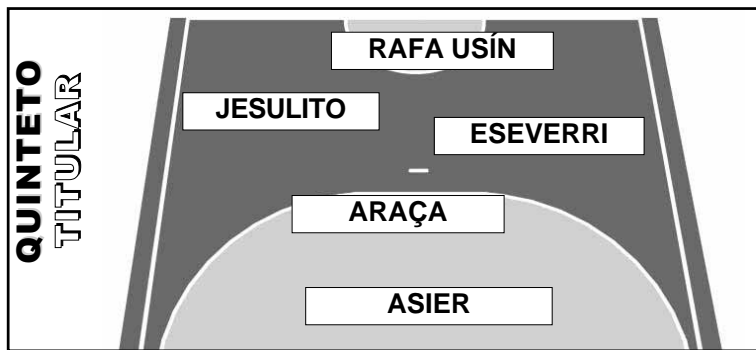 QUINTETO
TITULAR
RAFA USÍN
JESULITO
ESEVERRI
ARAÇA
ASIER